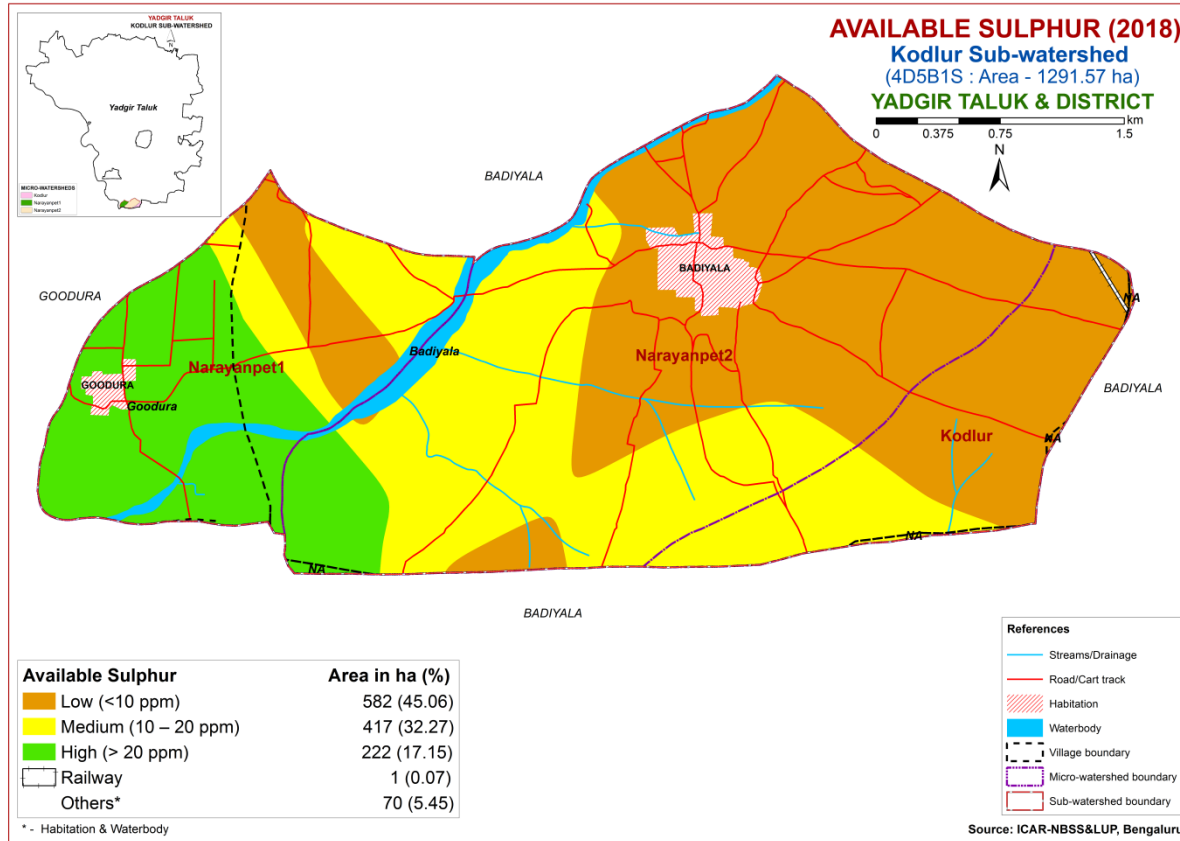 YADGIR TALUK
KODLUR SUB-WATERSHED
N
Yadgir Taluk
MICRO-WATERSHEDS
Kodlur
Narayanpet1
Narayanpet2
AVAILABLE SULPHUR (2018)
Kodlur Sub-watershed
(4D5B1S : Area - 1291.57 ha)
YADGIR TALUK & DISTRICT
km
0 0.375 0.75 1.5
N
BADIYALA
GOODURA
BADIYALA
NA
Badiyala
Narayanpet2
Narayanpet1
GOODURA
Goodura
BADIYALA
Kodlur
NA
NA
NA
BADIYALA
Available Sulphur Area in ha (%)
Low (<10 ppm) 582 (45.06)
Medium (10 – 20 ppm) 417 (32.27)
High (> 20 ppm) 222 (17.15)
Railway 1 (0.07)
Others* 70 (5.45)
* - Habitation & Waterbody
References
Streams/Drainage
Road/Cart track
Habitation
Waterbody
Village boundary
Micro-watershed boundary
Sub-watershed boundary
Source: ICAR-NBSS&LUP, Bengaluru